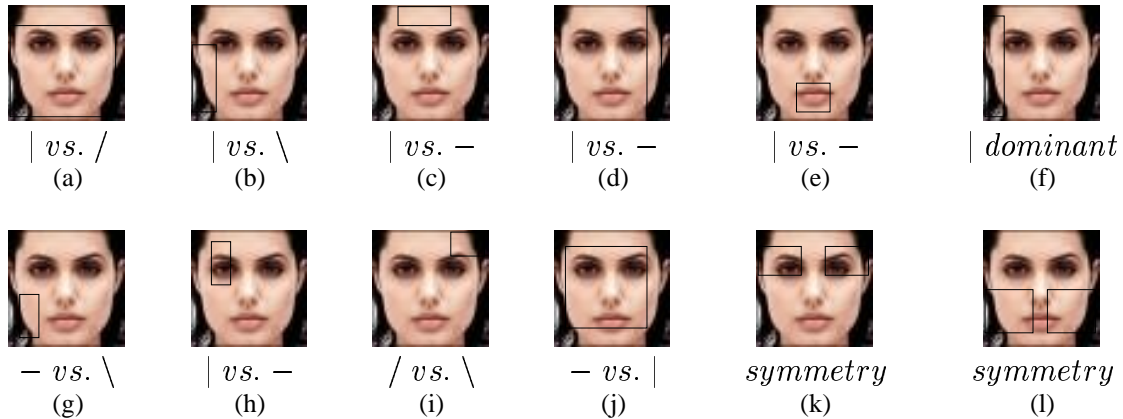 | vs. / | vs. \ | vs. − | vs. − | vs. − | dominant
(a) (b) (c) (d) (e) (f)
− vs. \ | vs. − / vs. \ − vs. | symmetry symmetry
(g) (h) (i) (j) (k) (l)